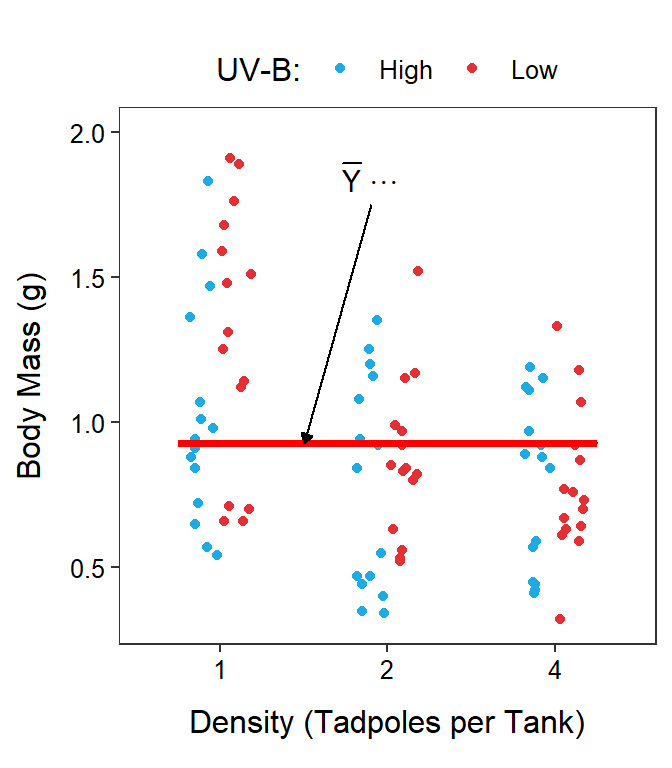 UV-B: High Low
2.0
Y̅ ···
1.5
1.0
0.5
Body Mass (g)
1 2 4
Density (Tadpoles per Tank)